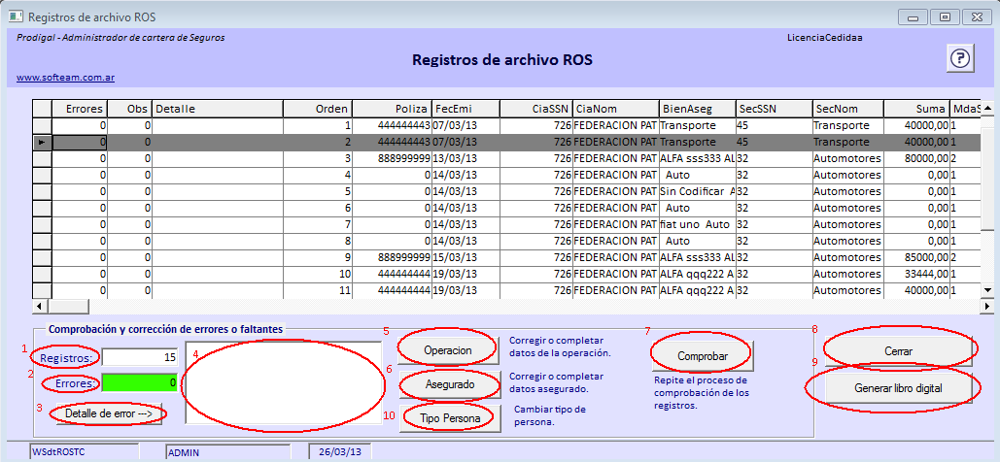 Registros de archivo ROS
Prodigal - Administrador de cartera de Seguros
LicenciaCedidaa
Registros de archivo ROS
?
www.softeam.com.ar
Errores Obs Detalle Orden Poliza FecEmi CiaSSN CiaNom BienAseg SecSSN SecNom Suma MdaS
0 0 1 444444443 07/03/13 726 FEDERACION PAT Transporte 45 Transporte 40000,00 1
0 0 2 444444443 07/03/13 726 FEDERACION PAT Transporte 45 Transporte 40000,00 1
0 0 3 888999999 13/03/13 726 FEDERACION PAT ALFA sss333 AL 32 Automotores 80000,00 2
0 0 4 0 14/03/13 726 FEDERACION PAT Auto 32 Automotores 0,00 1
0 0 5 0 14/03/13 726 FEDERACION PAT Sin Codificar A 32 Automotores 0,00 1
0 0 6 0 14/03/13 726 FEDERACION PAT Auto 32 Automotores 0,00 1
0 0 7 0 14/03/13 726 FEDERACION PAT fiat uno Auto 32 Automotores 0,00 1
0 0 8 0 14/03/13 726 FEDERACION PAT Auto 32 Automotores 0,00 1
0 0 9 888999999 15/03/13 726 FEDERACION PAT ALFA sss333 AL 32 Automotores 85000,00 2
0 0 10 444444444 19/03/13 726 FEDERACION PAT ALFA qqq222 A 32 Automotores 33444,00 1
0 0 11 444444444 19/03/13 726 FEDERACION PAT ALFA qqq222 A 32 Automotores 40000,00 1
Comprobación y corrección de errores o faltantes
1 Registros: 15
2 Errores: 0
3 Detalle de error --->
4
5 Operacion
Corregir o completar
datos de la operación.
6 Asegurado
Corregir o completar
datos asegurado.
10 Tipo Persona
Cambiar tipo de
persona.
7 Comprobar
Repite el proceso de
comprobación de los
registros.
8 Cerrar
9 Generar libro digital
WSdtROSTC ADMIN 26/03/13